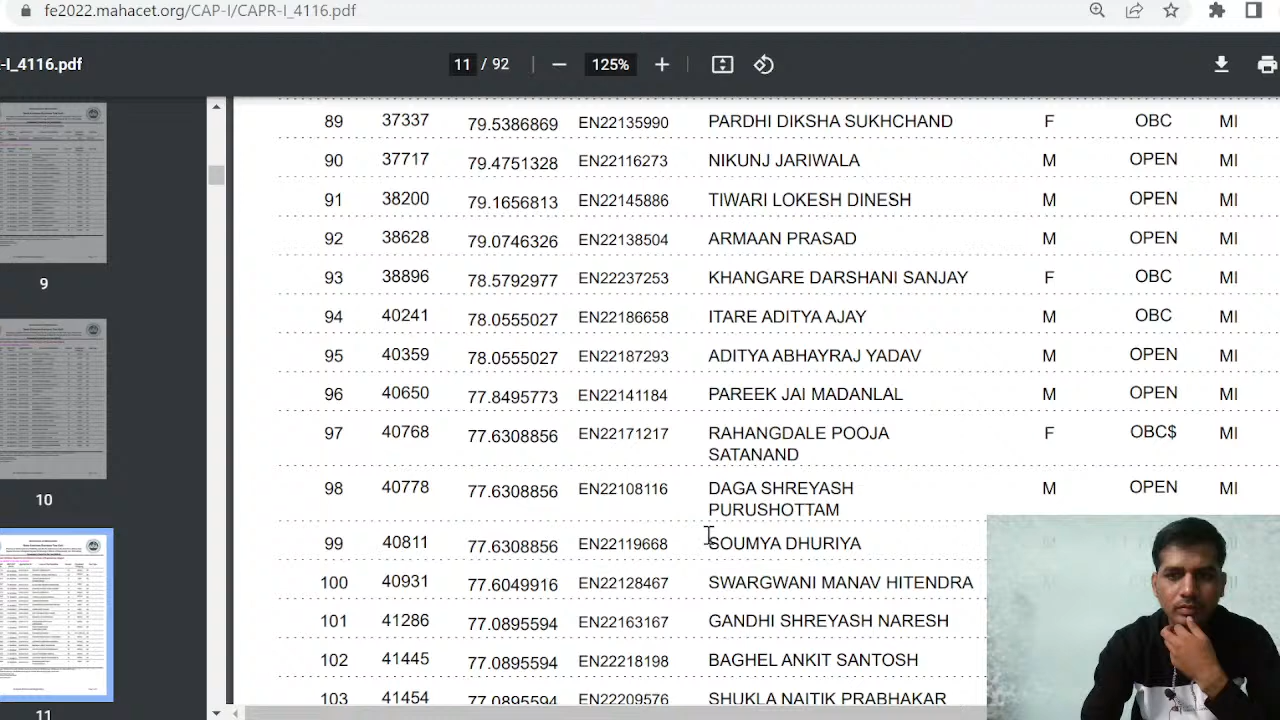 fe2022.mahacet.org/CAP-I/CAPR-I_4116.pdf
-I_4116.pdf 11 / 92 125%
89 37337 79.5386869 EN22135990 PARDHI DIKSHA SUKHCHAND F OBC MI
90 37717 79.4751328 EN22116273 NIKUNJ JARIWALA M OPEN MI
91 38200 79.1656813 EN22145886 TIWARI LOKESH DINESH M OPEN MI
92 38628 79.0746326 EN22138504 ARMAAN PRASAD M OPEN MI
93 38896 78.5792977 EN22237253 KHANGARE DARSHANI SANJAY F OBC MI
94 40241 78.0555027 EN22186658 ITARE ADITYA AJAY M OBC MI
95 40359 78.0555027 EN22187293 ADITYA ABHAYRAJ YADAV M OPEN MI
96 40650 77.8495773 EN22141184 PAREEK JAI MADANLAL M OPEN MI
97 40768 77.6308856 EN22171217 RAHANGDALE POOJA F OBC$ MI
SATANAND
98 40778 77.6308856 EN22108116 DAGA SHREYASH M OPEN MI
PURUSHOTTAM
99 40811 77.6308856 EN22119668 DHURIYA
100 40931 77.6049916 EN22128467 SWARGWANI MANAV HITENDRA
101 41286 77.0895594 EN22163167 GANDHI SHREYASH NARESH
102 41445 77.0895594 EN22218198 BAGHEL ANKIT SANTOSH
103 41454 77.0895594 EN22209576 SHUKLA NAITIK PRABHAKAR
9
10
11